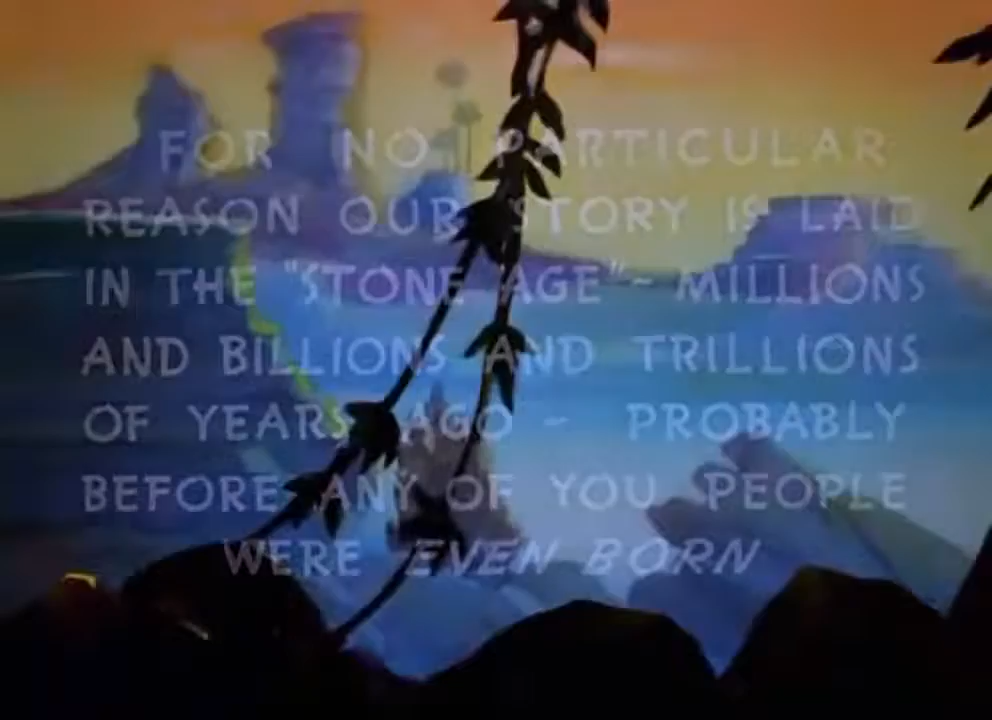 FOR NO PARTICULAR
REASON OUR STORY IS LAID
IN THE "STONE AGE" - MILLIONS
AND BILLIONS AND TRILLIONS
OF YEARS AGO - PROBABLY
BEFORE ANY OF YOU PEOPLE
WERE EVEN BORN